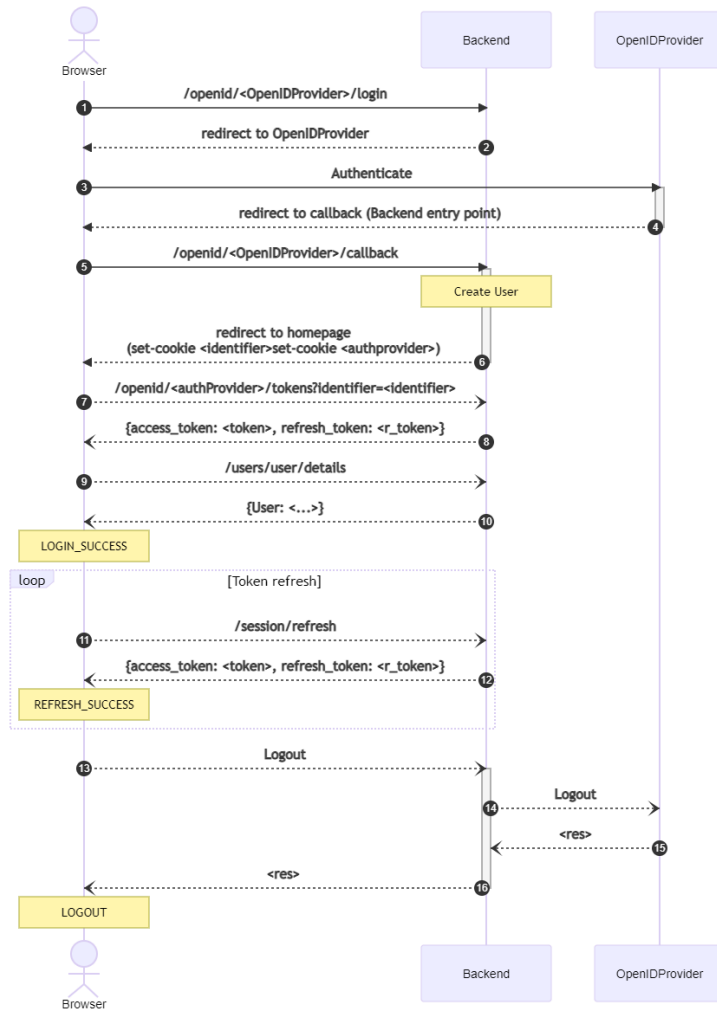 Browser
Backend
OpenIDProvider
/openid/<OpenIDProvider>/login
1
redirect to OpenIDProvider
2
Authenticate
3
redirect to callback (Backend entry point)
4
/openid/<OpenIDProvider>/callback
5
Create User
redirect to homepage
(set-cookie <identifier>set-cookie <authprovider>)
6
/openid/<authProvider>/tokens?identifier=<identifier>
7
{access_token: <token>, refresh_token: <r_token>}
8
/users/user/details
9
{User: <...>}
10
LOGIN_SUCCESS
loop
[Token refresh]
/session/refresh
11
{access_token: <token>, refresh_token: <r_token>}
12
REFRESH_SUCCESS
Logout
13
Logout
14
<res>
15
<res>
16
LOGOUT
Browser
Backend
OpenIDProvider